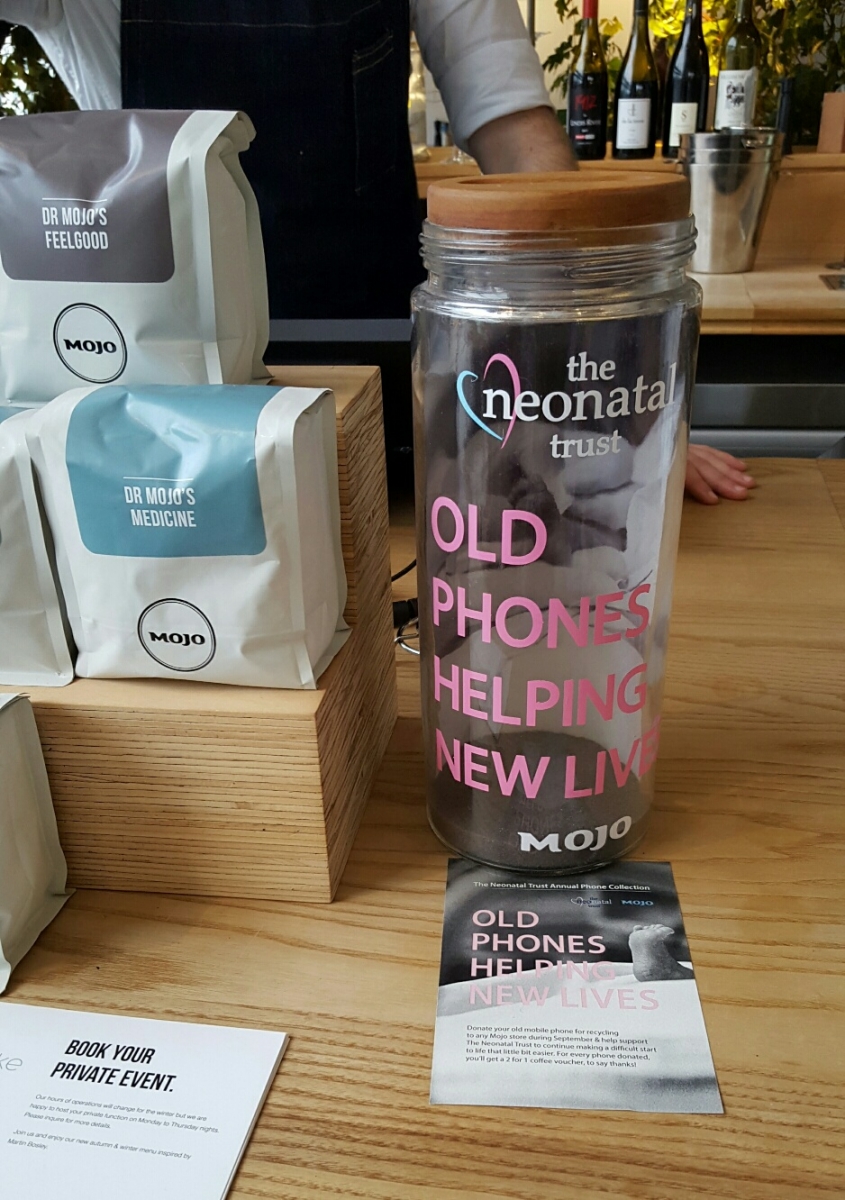 DR MOJO'S
FEELGOOD
MOJO
DR MOJO'S
MEDICINE
MOJO
the
neonatal
trust
OLD
PHONES
HELPING
NEW LIVES
MOJO
The Neonatal Trust Annual Phone Collection
neonatal MOJO
OLD
PHONES
HELPING
NEW LIVES
Donate your old mobile phone for recycling
to any Mojo store during September & help support
The Neonatal Trust to continue making a difficult start
to life that little bit easier. For every phone donated,
you'll get a 2 for 1 coffee voucher, to say thanks!
BOOK YOUR
PRIVATE EVENT.
Our hours of operations will change for the winter but we are
happy to host your private function on Monday to Thursday nights.
Please inquire for more details.
Join us and enjoy our new autumn & winter menu inspired by
Martin Bosley.